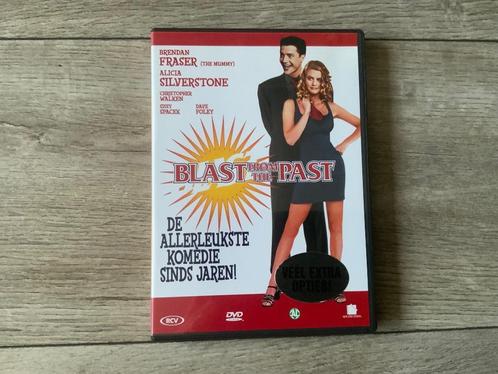 BRENDAN
FRASER (THE MUMMY)
ALICIA
SILVERSTONE
CHRISTOPHER
WALKEN
SISSY
SPACEK
DAVE
FOLEY
BLAST FROM THE PAST
DE
ALLERLEUKSTE
KOMEDIE
SINDS JAREN!
VEEL EXTRA
OPTIES!
RCV
DVD
AL